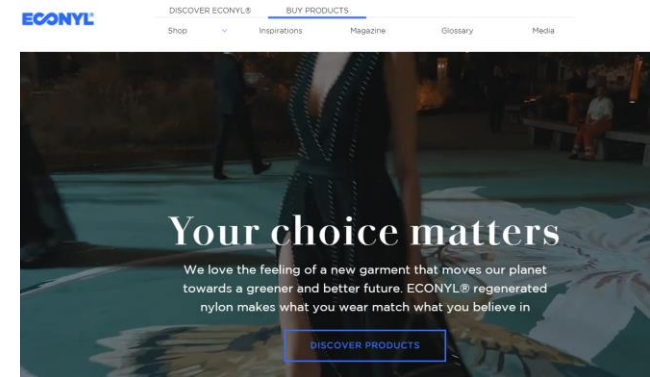 ECONYL®
DISCOVER ECONYL® BUY PRODUCTS
Shop Inspirations Magazine Glossary Media
Your choice matters
We love the feeling of a new garment that moves our planet
towards a greener and better future. ECONYL® regenerated
nylon makes what you wear match what you believe in
DISCOVER PRODUCTS